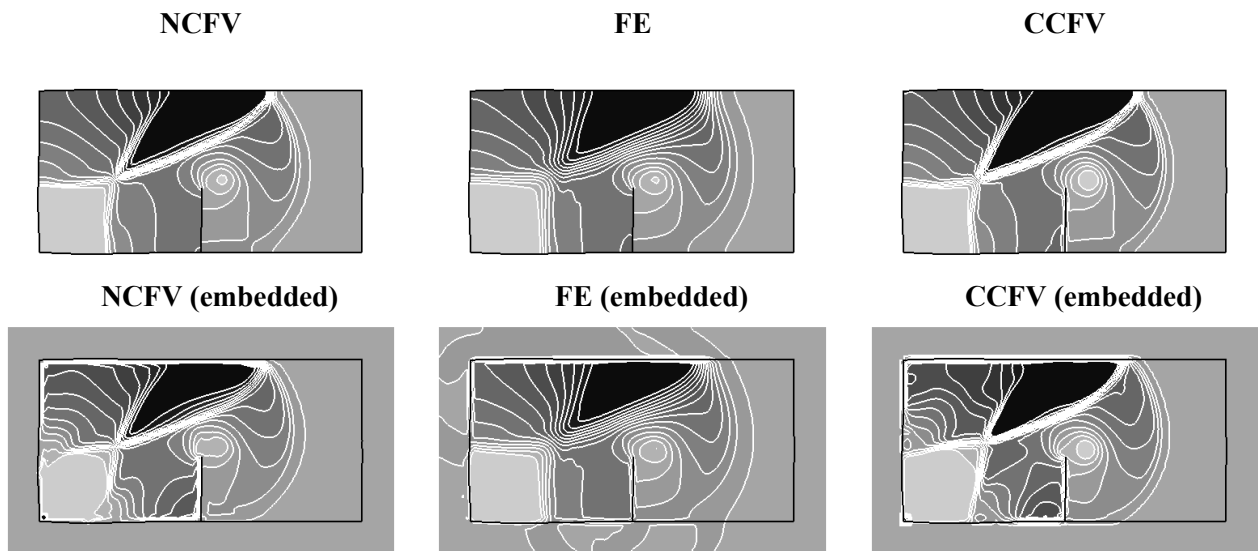 NCFV
FE
CCFV
NCFV (embedded)
FE (embedded)
CCFV (embedded)